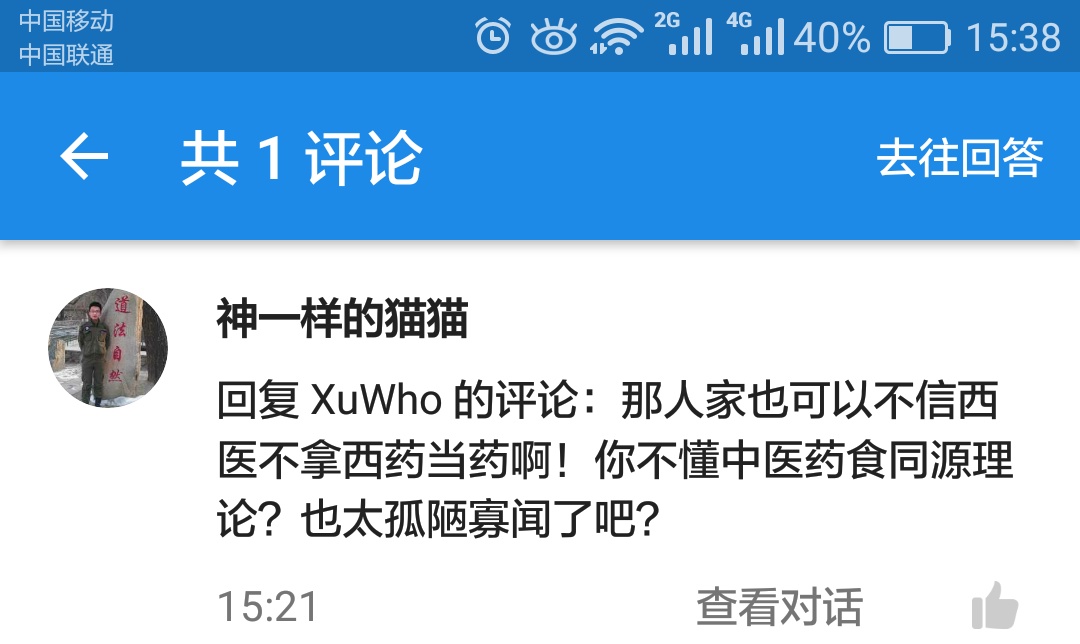 中国移动
中国联通
2G 4G 40% 15:38
共 1 评论
去往回答
道法自然
神一样的猫猫
回复 XuWho 的评论：那人家也可以不信西
医不拿西药当药啊！你不懂中医药食同源理
论？也太孤陋寡闻了吧？
15:21
查看对话